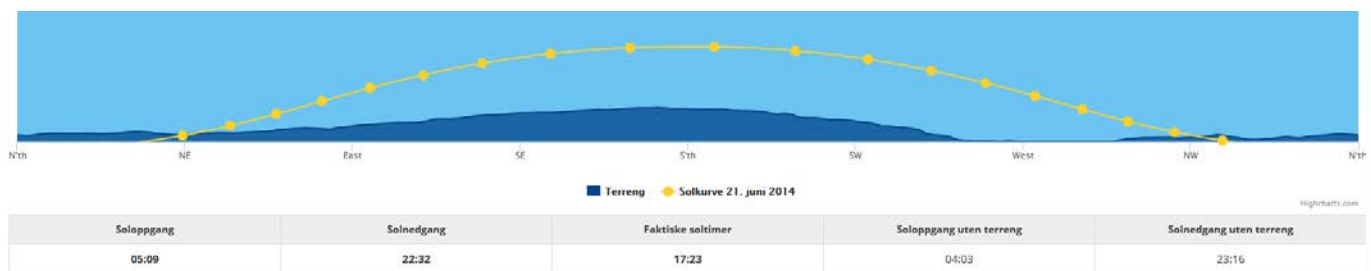 N'th NE East SE S'th SW West NW N'th
Terreng Solkurve 21. juni 2014
Highcharts.com
Soloppgang Solnedgang Faktiske soltimer Soloppgang uten terreng Solnedgang uten terreng
05:09 22:32 17:23 04:03 23:16